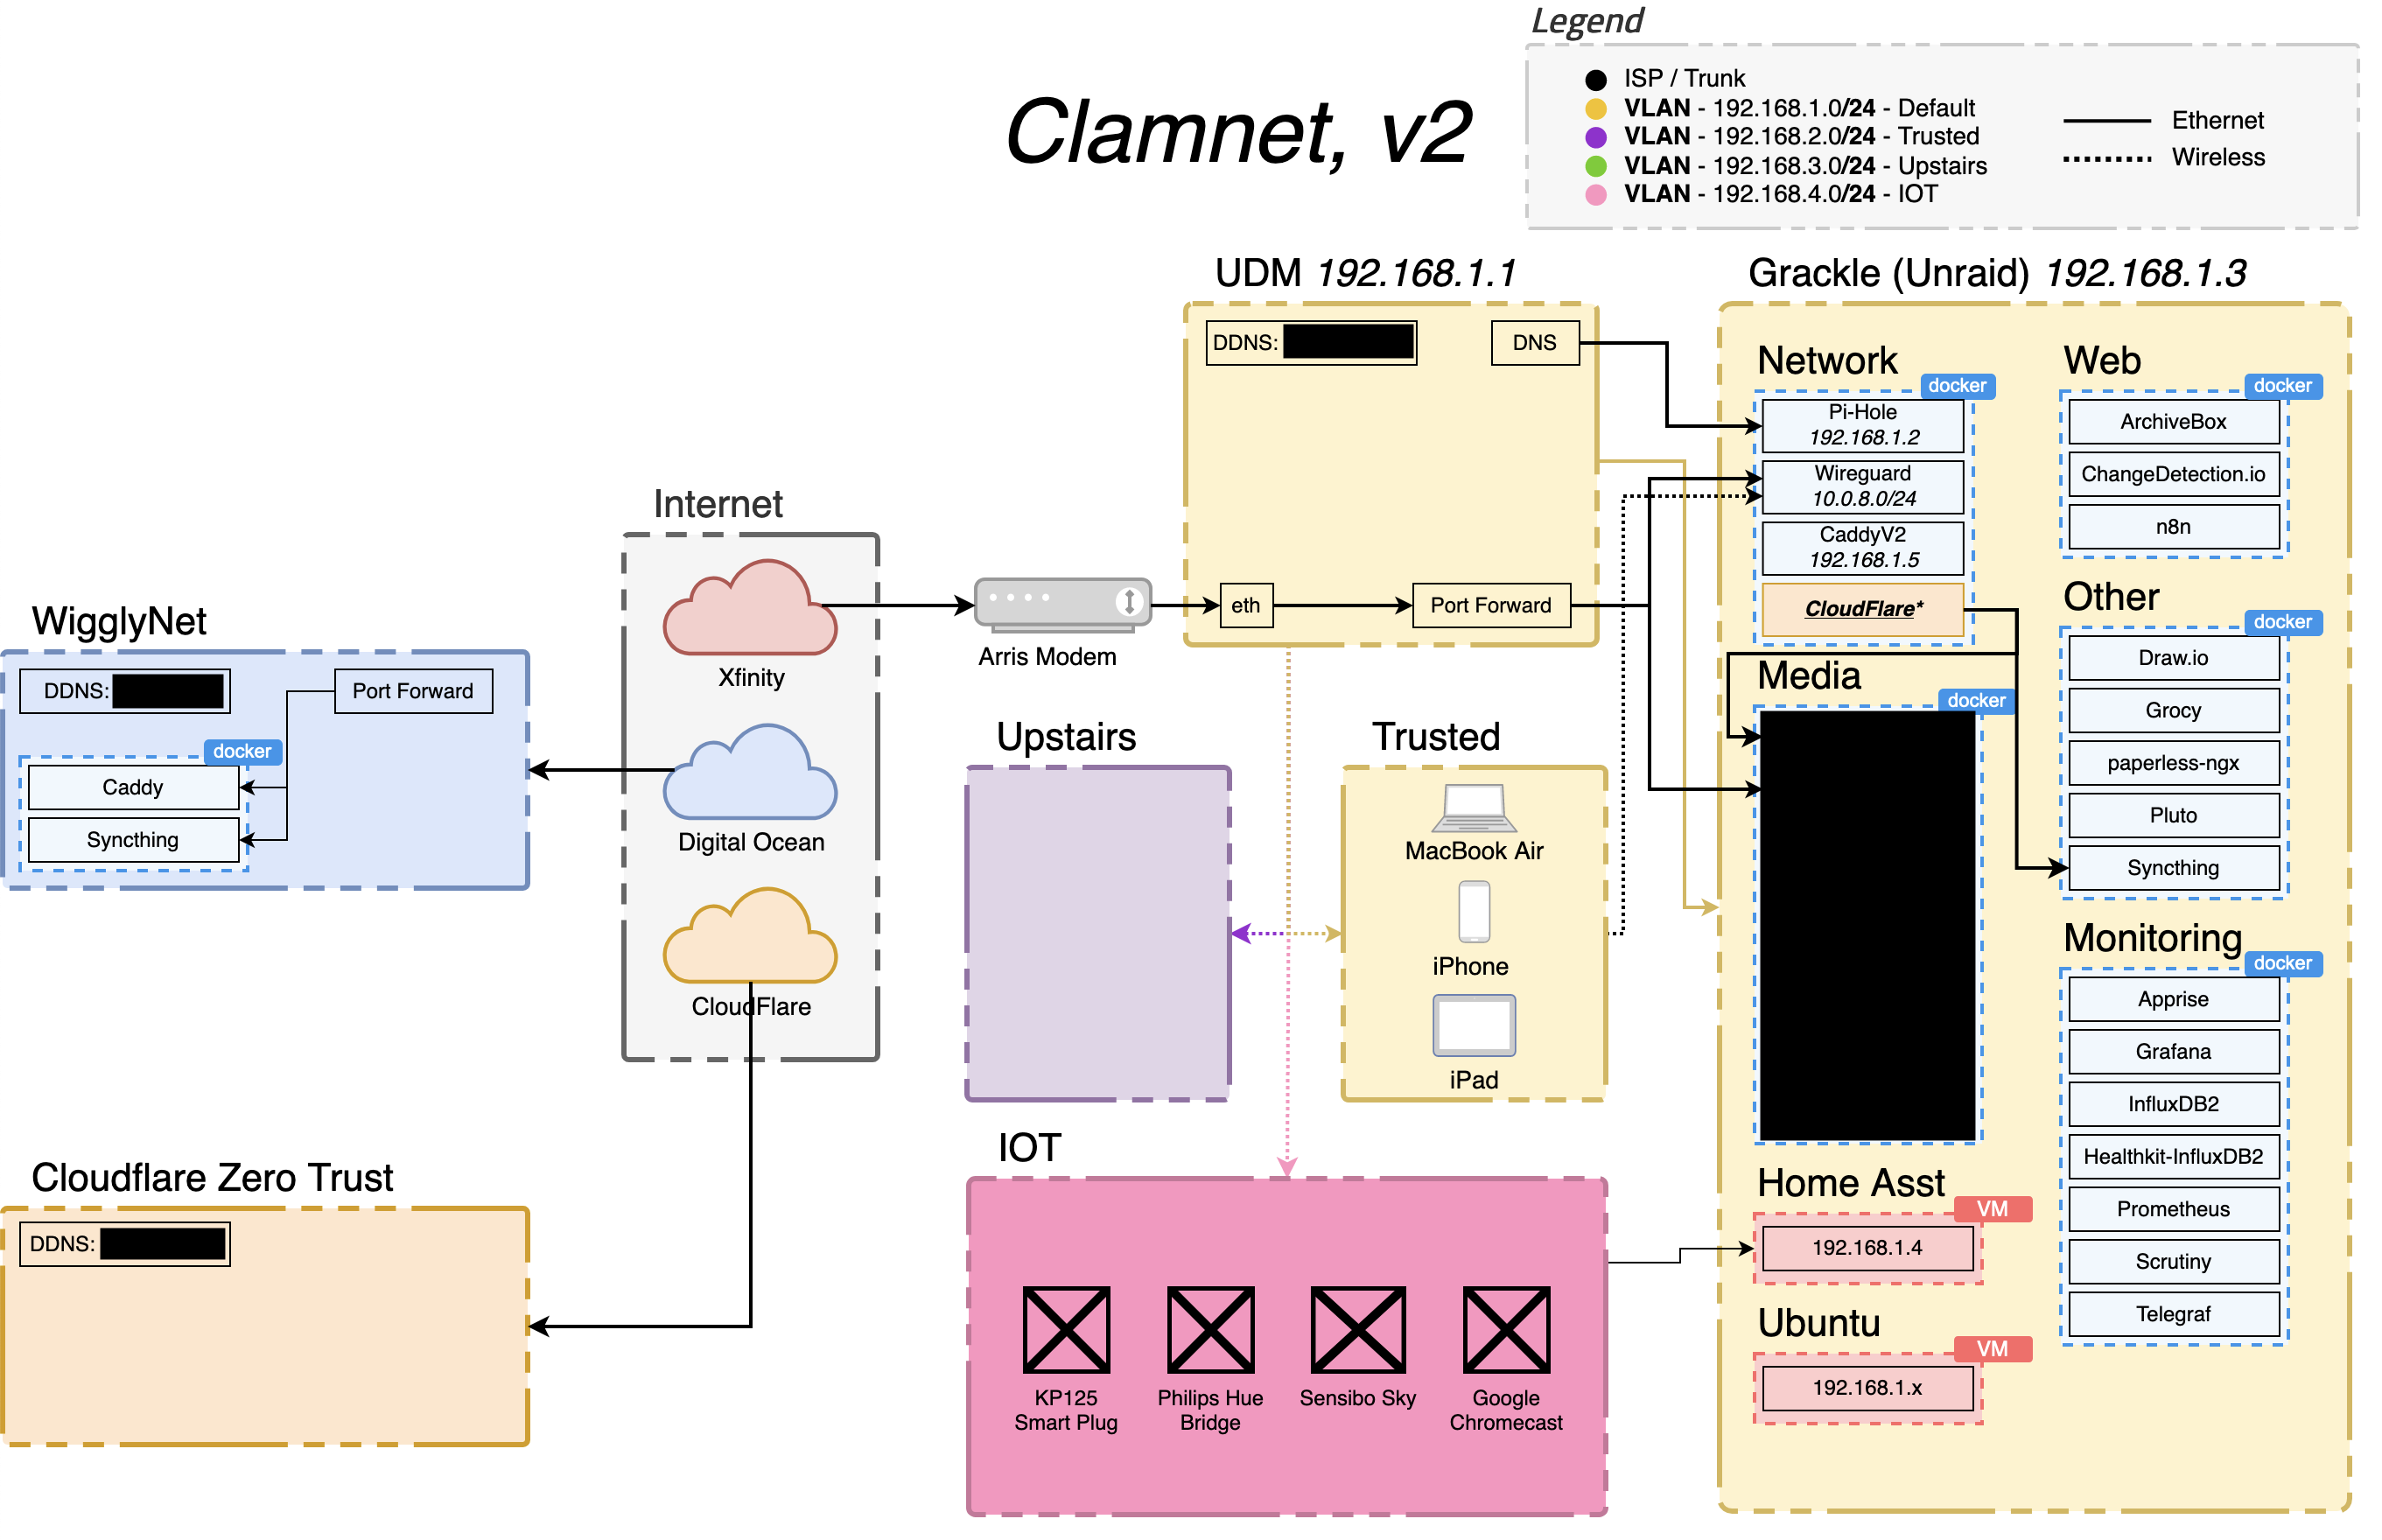 Legend
ISP / Trunk
VLAN - 192.168.1.0/24 - Default
VLAN - 192.168.2.0/24 - Trusted
VLAN - 192.168.3.0/24 - Upstairs
VLAN - 192.168.4.0/24 - IOT
Ethernet
Wireless
Clamnet, v2
UDM 192.168.1.1
DDNS:
DNS
eth
Port Forward
Grackle (Unraid) 192.168.1.3
Network
docker
Pi-Hole
192.168.1.2
Wireguard
10.0.8.0/24
CaddyV2
192.168.1.5
CloudFlare*
Media
docker
Home Asst
VM
192.168.1.4
Ubuntu
VM
192.168.1.x
Web
docker
ArchiveBox
ChangeDetection.io
n8n
Other
docker
Draw.io
Grocy
paperless-ngx
Pluto
Syncthing
Monitoring
docker
Apprise
Grafana
InfluxDB2
Healthkit-InfluxDB2
Prometheus
Scrutiny
Telegraf
Internet
Xfinity
Digital Ocean
CloudFlare
Arris Modem
WigglyNet
DDNS:
Port Forward
docker
Caddy
Syncthing
Cloudflare Zero Trust
DDNS:
Upstairs
Trusted
MacBook Air
iPhone
iPad
IOT
KP125
Smart Plug
Philips Hue
Bridge
Sensibo Sky
Google
Chromecast